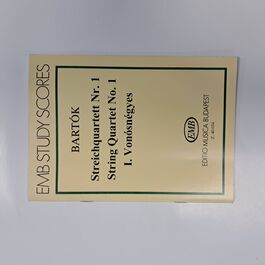 EMB STUDY SCORES
BARTÓK
Streichquartett Nr. 1
String Quartet No. 1
I. Vonósnégyes
EMB
EDITIO MUSICA BUDAPEST